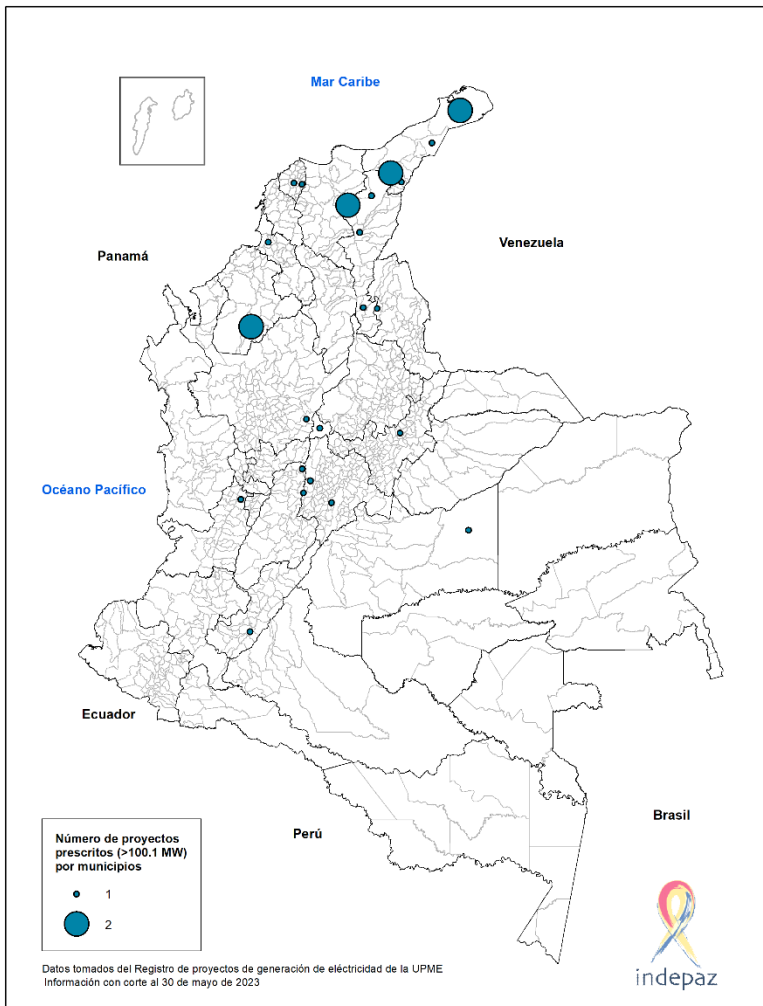 Mar Caribe
Panamá
Venezuela
Océano Pacífico
Ecuador
Perú
Brasil
Número de proyectos
prescritos (>100.1 MW)
por municipios
1
2
Datos tomados del Registro de proyectos de generación de eléctricidad de la UPME
Información con corte al 30 de mayo de 2023
indepaz